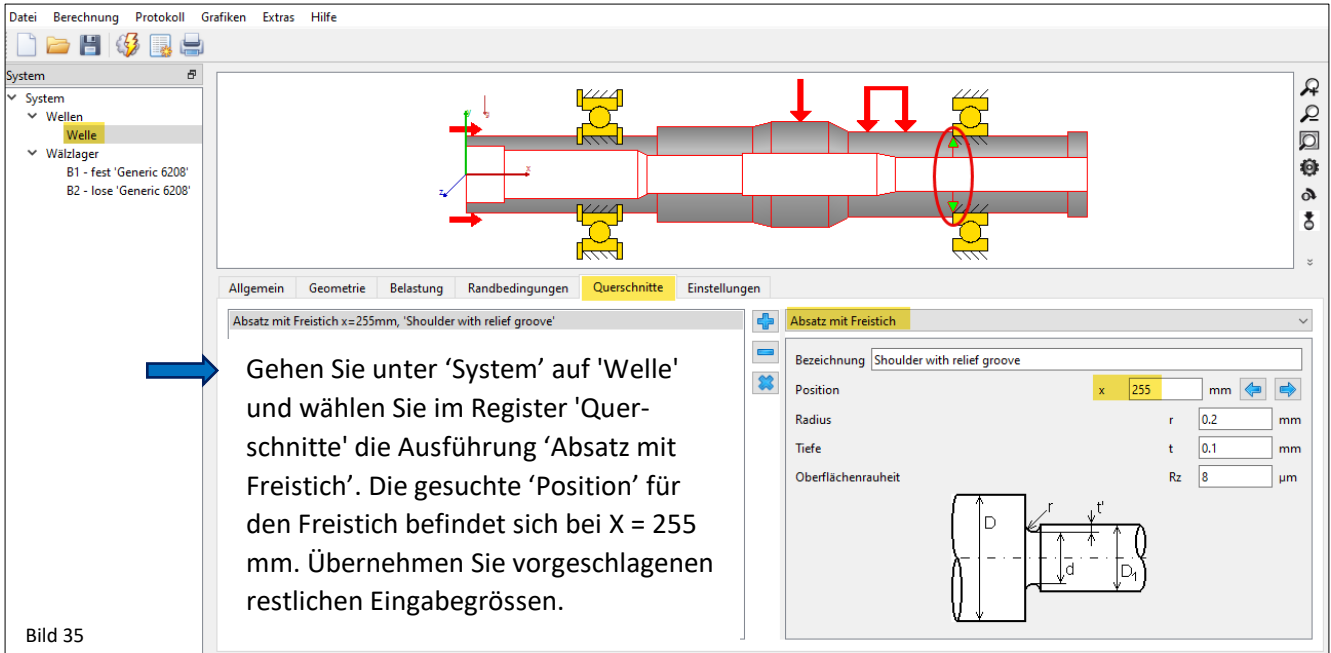 Datei Berechnung Protokoll Grafiken Extras Hilfe
System
System
Wellen
Welle
Wälzlager
B1 - fest 'Generic 6208'
B2 - lose 'Generic 6208'
y
g
x
z
Allgemein Geometrie Belastung Randbedingungen Querschnitte Einstellungen
Absatz mit Freistich x=255mm, 'Shoulder with relief groove'
Gehen Sie unter ‘System’ auf 'Welle'
und wählen Sie im Register 'Quer-
schnitte' die Ausführung ‘Absatz mit
Freistich’. Die gesuchte ‘Position’ für
den Freistich befindet sich bei X = 255
mm. Übernehmen Sie vorgeschlagenen
restlichen Eingabegrössen.
Absatz mit Freistich
Bezeichnung Shoulder with relief groove
Position x 255 mm
Radius r 0.2 mm
Tiefe t 0.1 mm
Oberflächenrauheit Rz 8 µm
D r t' d D1
Bild 35